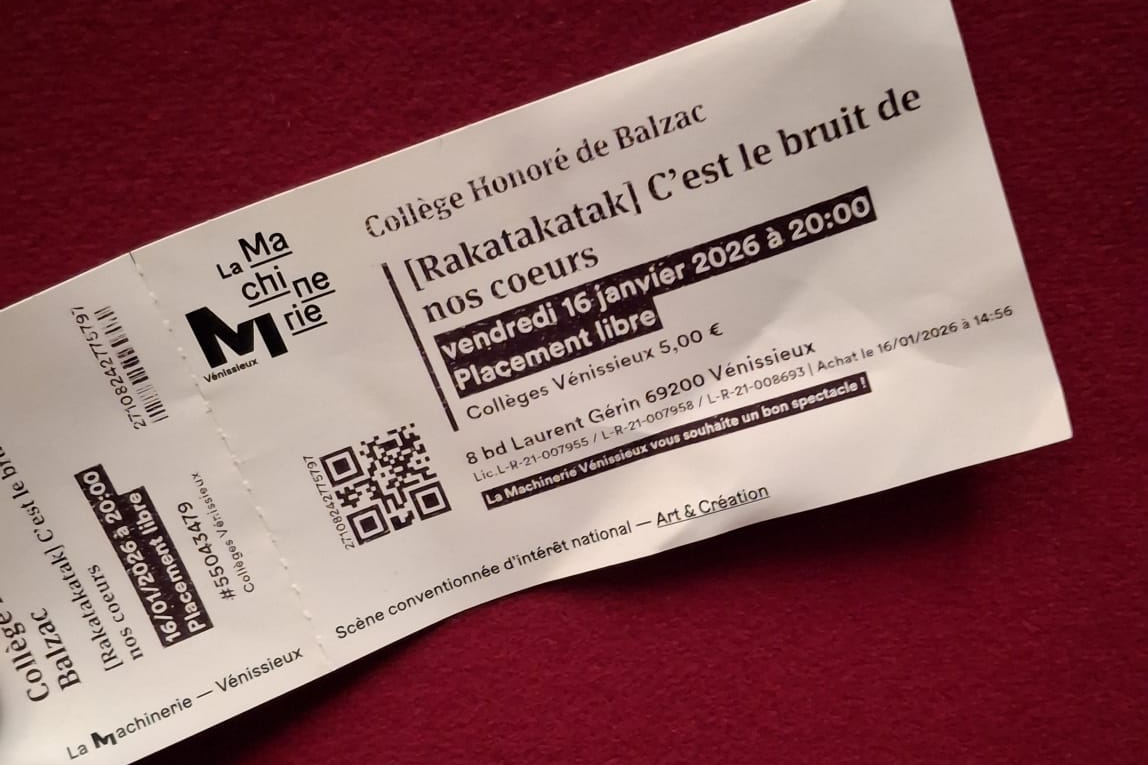 Collège Honoré de Balzac
[Rakatakatak] C'est le bruit de
nos coeurs
vendredi 16 janvier 2026 à 20:00
Placement libre
Collèges Vénissieux 5,00 €
8 bd Laurent Gérin 69200 Vénissieux
Lic.L-R-21-007955 / L-R-21-007958 / L-R-21-008693 | Achat le 16/01/2026 à 14:56
La Machinerie Vénissieux vous souhaite un bon spectacle !
Scène conventionnée d'intérêt national — Art & Création
La Ma
chi ne
rie
M
Vénissieux
271082427579​7
271082427579​7
Collège
Balzac
[Rakatakatak] C'est le
nos coeurs
16/01/2026 à 20:00
Placement libre
#55043479
Collèges Vénissieux
La Machinerie — Vénissieux